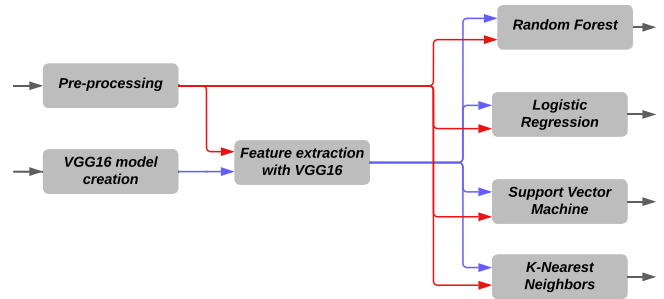 Random Forest
Pre-processing
Logistic
Regression
Feature extraction
with VGG16
VGG16 model
creation
Support Vector
Machine
K-Nearest
Neighbors